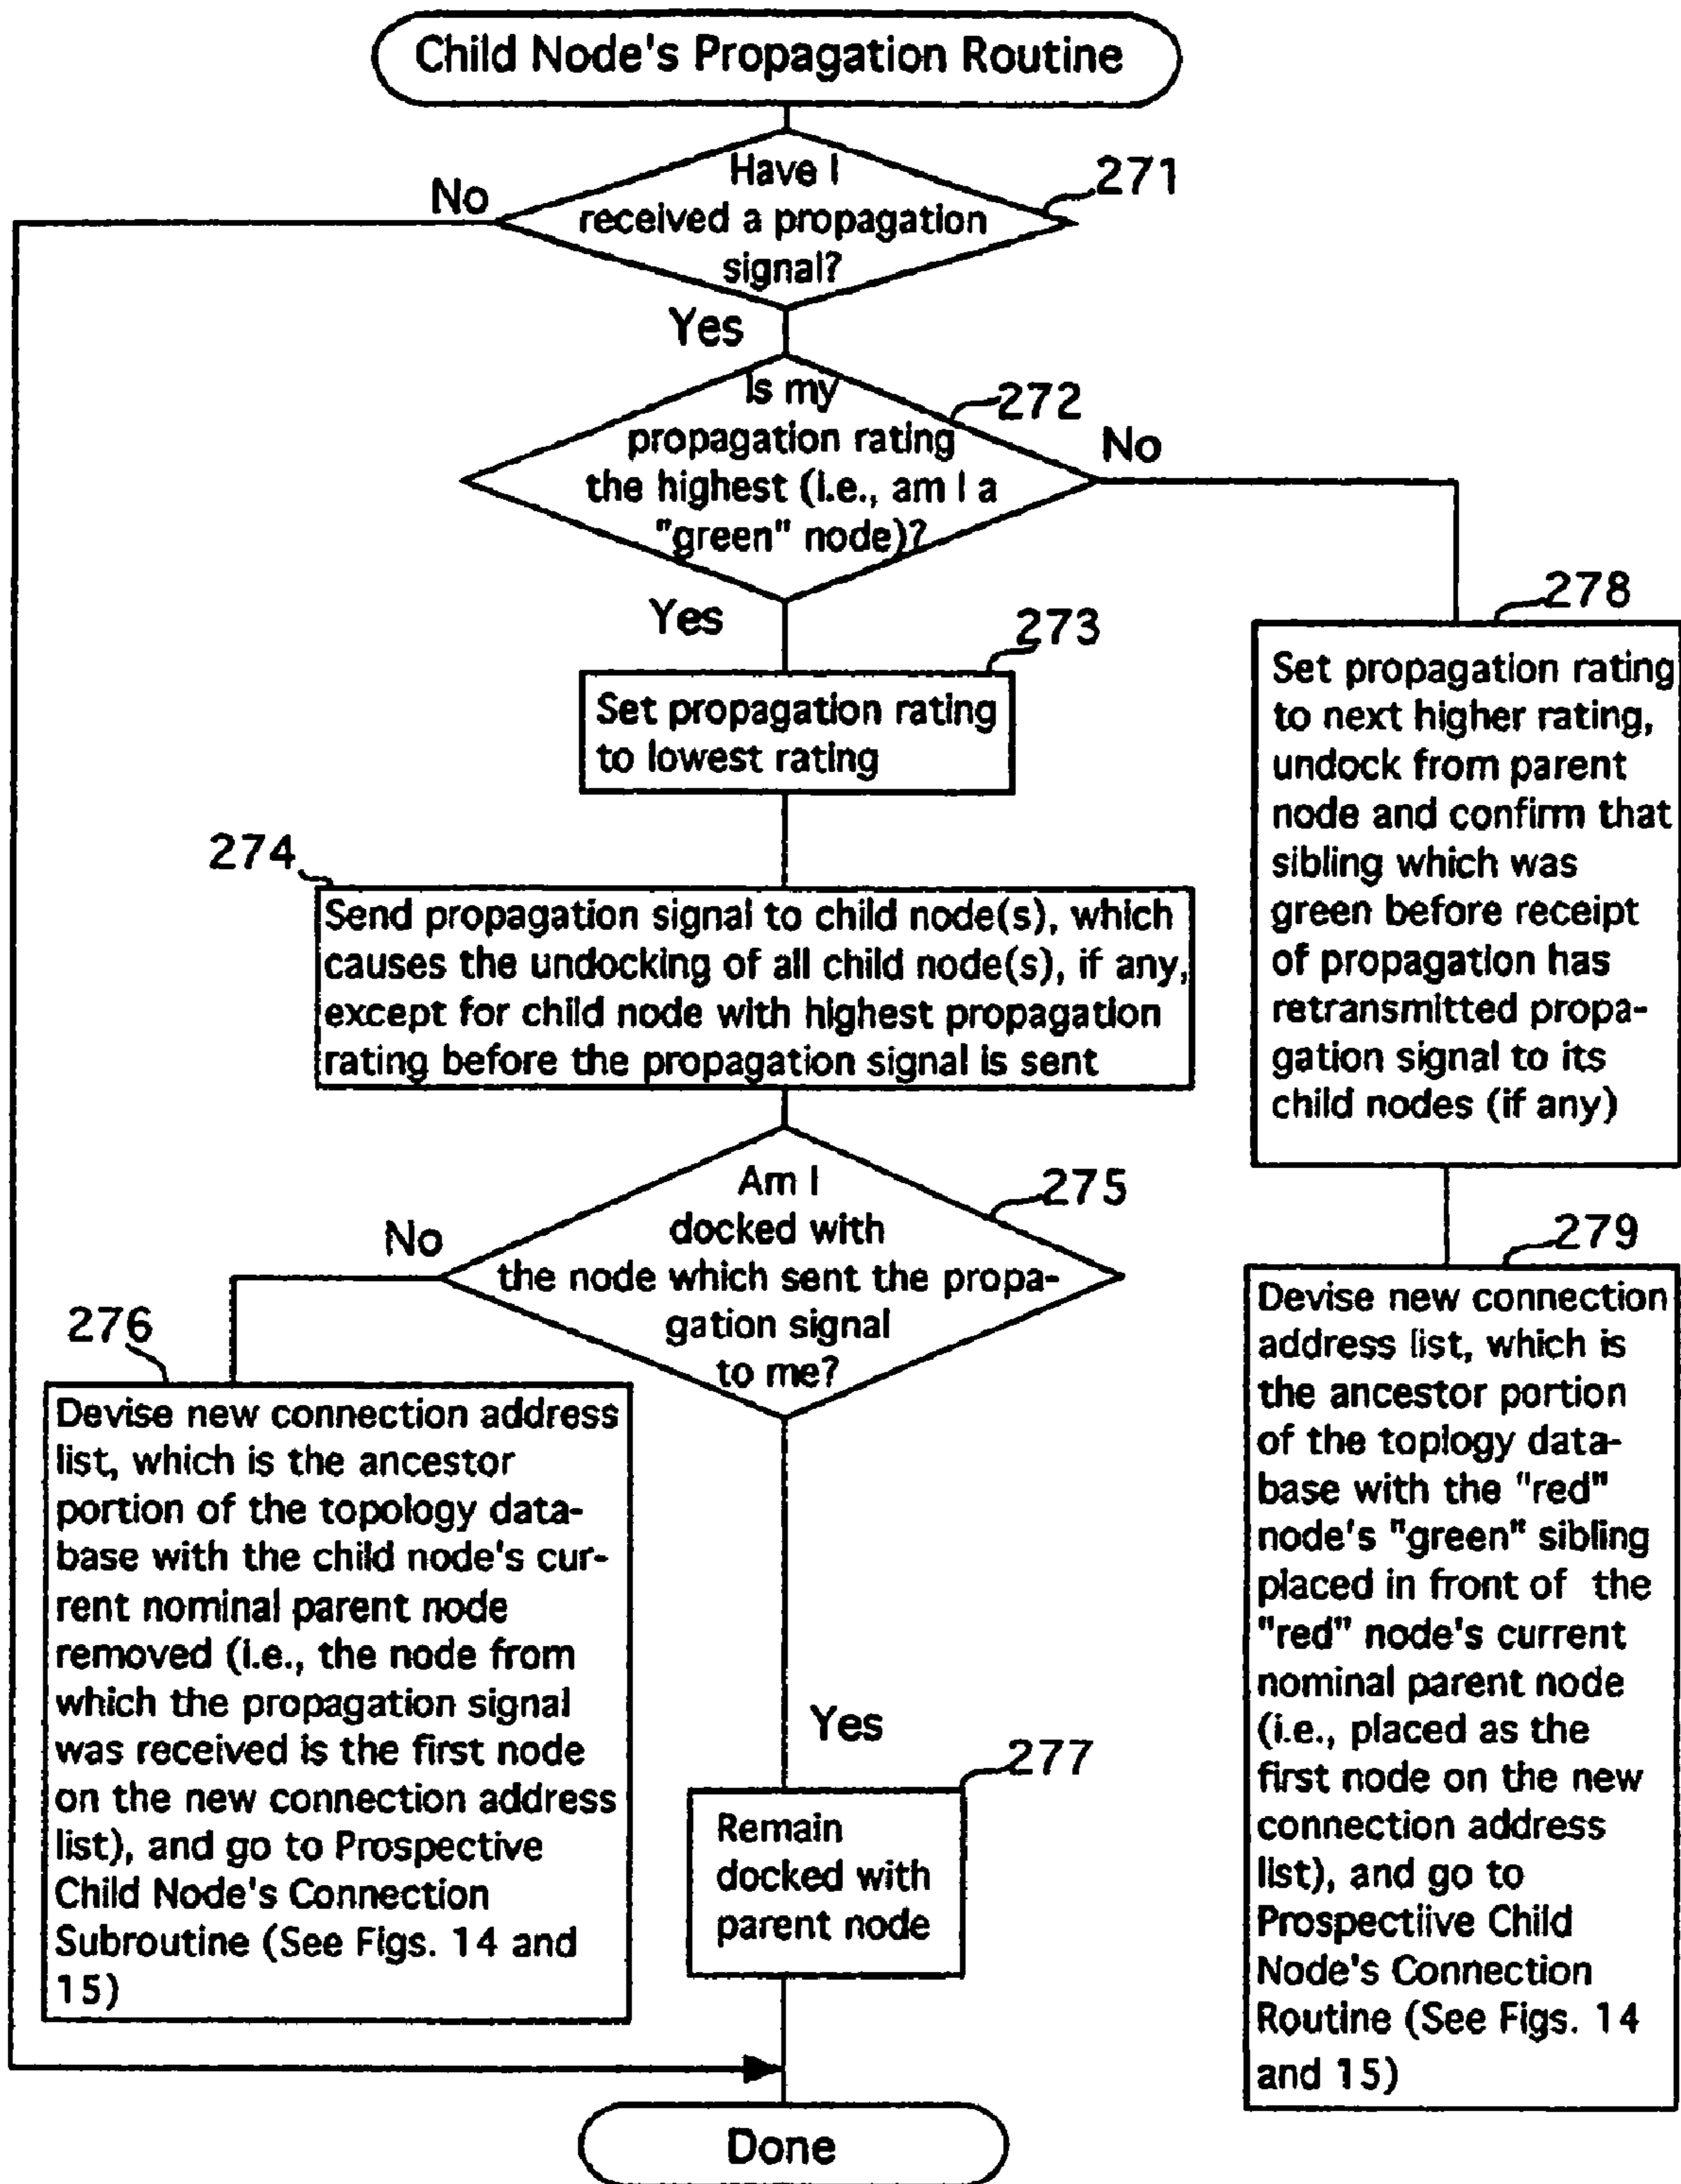 Child Node's Propagation Routine
Have I
received a propagation
signal?
271
No
Yes
Is my
propagation rating
the highest (i.e., am I a
"green" node)?
272
No
Yes
273
Set propagation rating
to lowest rating
278
Set propagation rating
to next higher rating,
undock from parent
node and confirm that
sibling which was
green before receipt
of propagation has
retransmitted propa-
gation signal to its
child nodes (if any)
274
Send propagation signal to child node(s), which
causes the undocking of all child node(s), if any,
except for child node with highest propagation
rating before the propagation signal is sent
Am I
docked with
the node which sent the propa-
gation signal
to me?
275
No
276
Devise new connection address
list, which is the ancestor
portion of the topology data-
base with the child node's cur-
rent nominal parent node
removed (i.e., the node from
which the propagation signal
was received is the first node
on the new connection address
list), and go to Prospective
Child Node's Connection
Subroutine (See Figs. 14 and
15)
Yes
277
Remain
docked with
parent node
279
Devise new connection
address list, which is
the ancestor portion
of the toplogy data-
base with the "red"
node's "green" sibling
placed in front of the
"red" node's current
nominal parent node
(i.e., placed as the
first node on the new
connection address
list), and go to
Prospectiive Child
Node's Connection
Routine (See Figs. 14
and 15)
Done